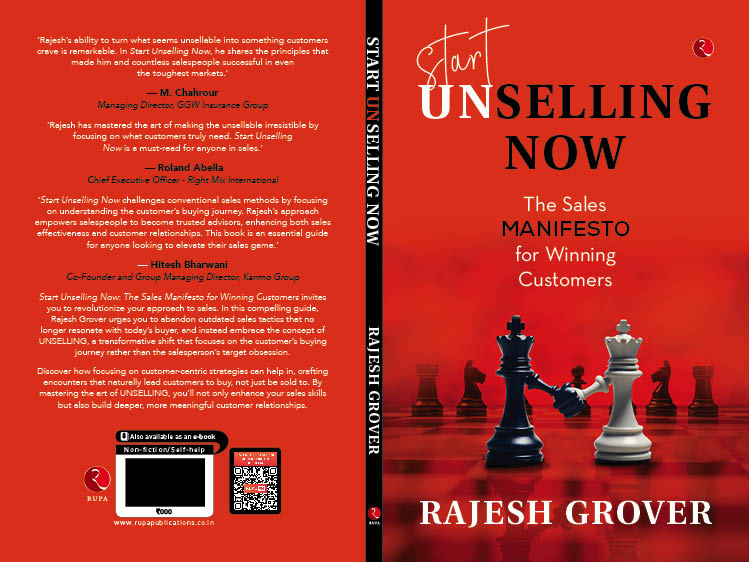 ‘Rajesh’s ability to turn what seems unsellable into something customers
crave is remarkable. In Start Unselling Now, he shares the principles that
made him and countless salespeople successful in even
the toughest markets.’
— M. Chahrour
Managing Director, GGW Insurance Group
‘Rajesh has mastered the art of making the unsellable irresistible by
focusing on what customers truly need. Start Unselling
Now is a must-read for anyone in sales.’
— Roland Abella
Chief Executive Officer - Right Mix International
‘Start Unselling Now challenges conventional sales methods by focusing
on understanding the customer’s buying journey. Rajesh’s approach
empowers salespeople to become trusted advisors, enhancing both sales
effectiveness and customer relationships. This book is an essential guide
for anyone looking to elevate their sales game.’
— Hitesh Bharwani
Co-Founder and Group Managing Director, Kanmo Group
Start Unselling Now: The Sales Manifesto for Winning Customers invites
you to revolutionize your approach to sales. In this compelling guide,
Rajesh Grover urges you to abandon outdated sales tactics that no
longer resonate with today’s buyer, and instead embrace the concept of
UNSELLING, a transformative shift that focuses on the customer’s buying
journey rather than the salesperson’s target obsession.
Discover how focusing on customer-centric strategies can help in, crafting
encounters that naturally lead customers to buy, not just be sold to. By
mastering the art of UNSELLING, you’ll not only enhance your sales skills
but also build deeper, more meaningful customer relationships.
Also available as an e-book
Non-fiction/Self-help
₹000
RUPA
www.rupapublications.co.in
START UNSELLING NOW
RAJESH GROVER
RUPA
Start
UNSELLING
NOW
The Sales
MANIFESTO
for Winning
Customers
RAJESH GROVER